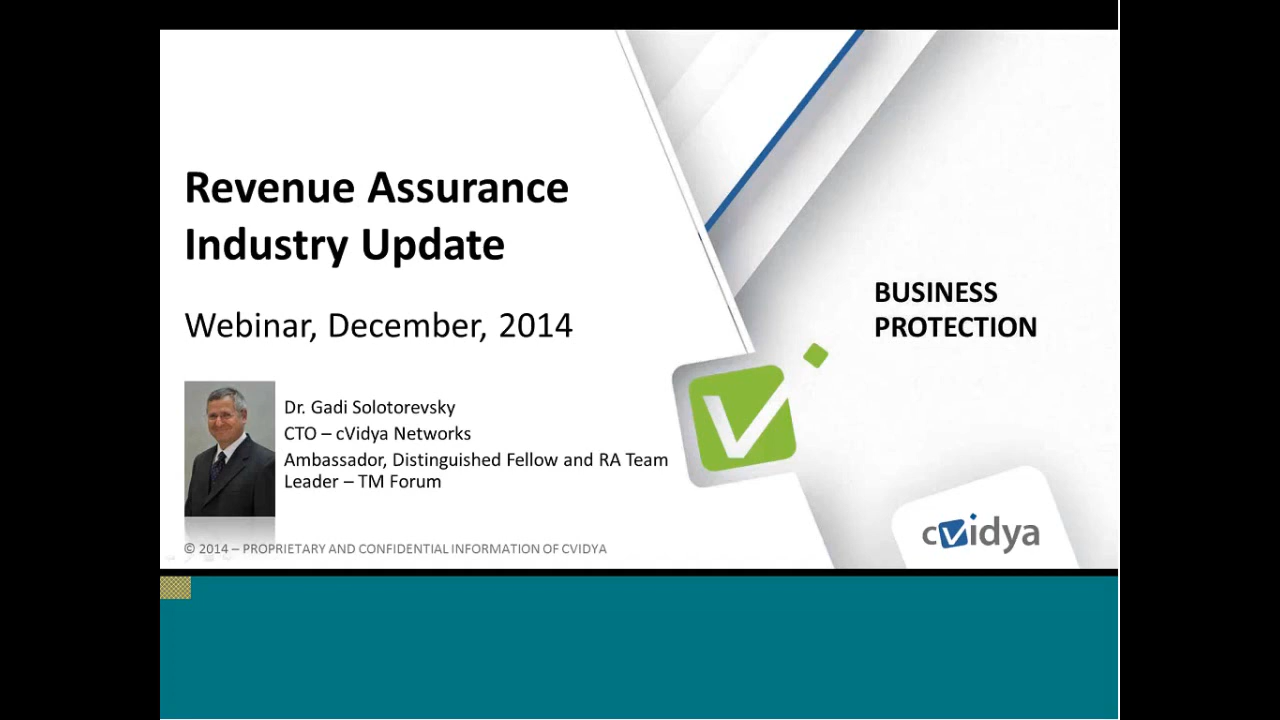 Revenue Assurance
Industry Update
Webinar, December, 2014
BUSINESS
PROTECTION
Dr. Gadi Solotorevsky
CTO – cVidya Networks
Ambassador, Distinguished Fellow and RA Team
Leader – TM Forum
cvidya
© 2014 – PROPRIETARY AND CONFIDENTIAL INFORMATION OF CVIDYA